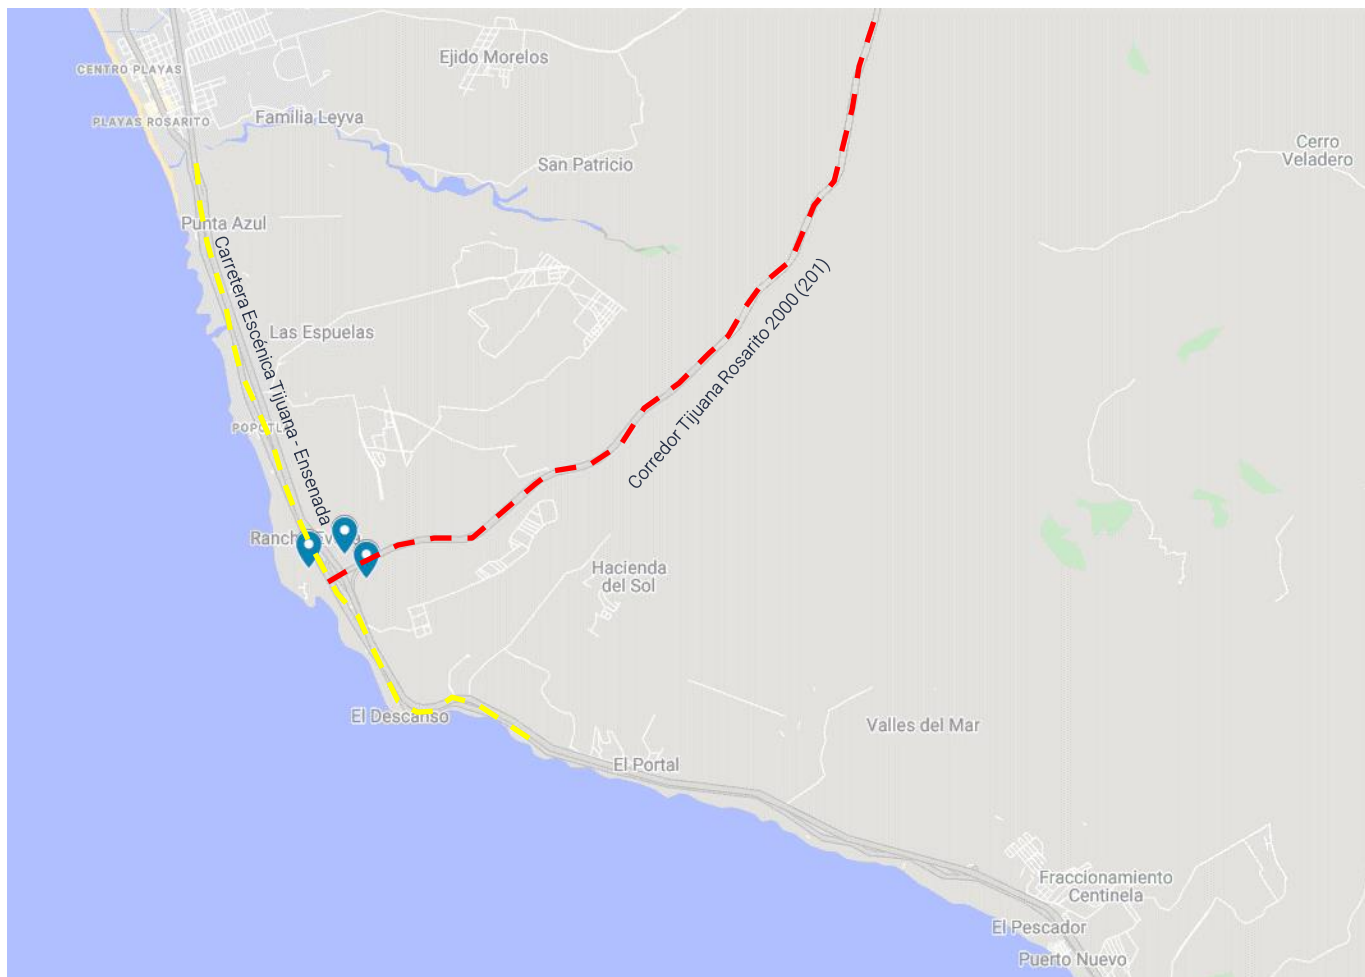 Ejido Morelos
CENTRO PLAYAS
Familia Leyva
PLAYAS ROSARITO
Cerro
Veladero
San Patricio
Punta Azul
Carretera Escénica Tijuana - Ensenada
Corredor Tijuana Rosarito 2000 (201)
Las Espuelas
Hacienda
del Sol
El Descanso
Valles del Mar
El Portal
Fraccionamiento
Centinela
El Pescador
Puerto Nuevo